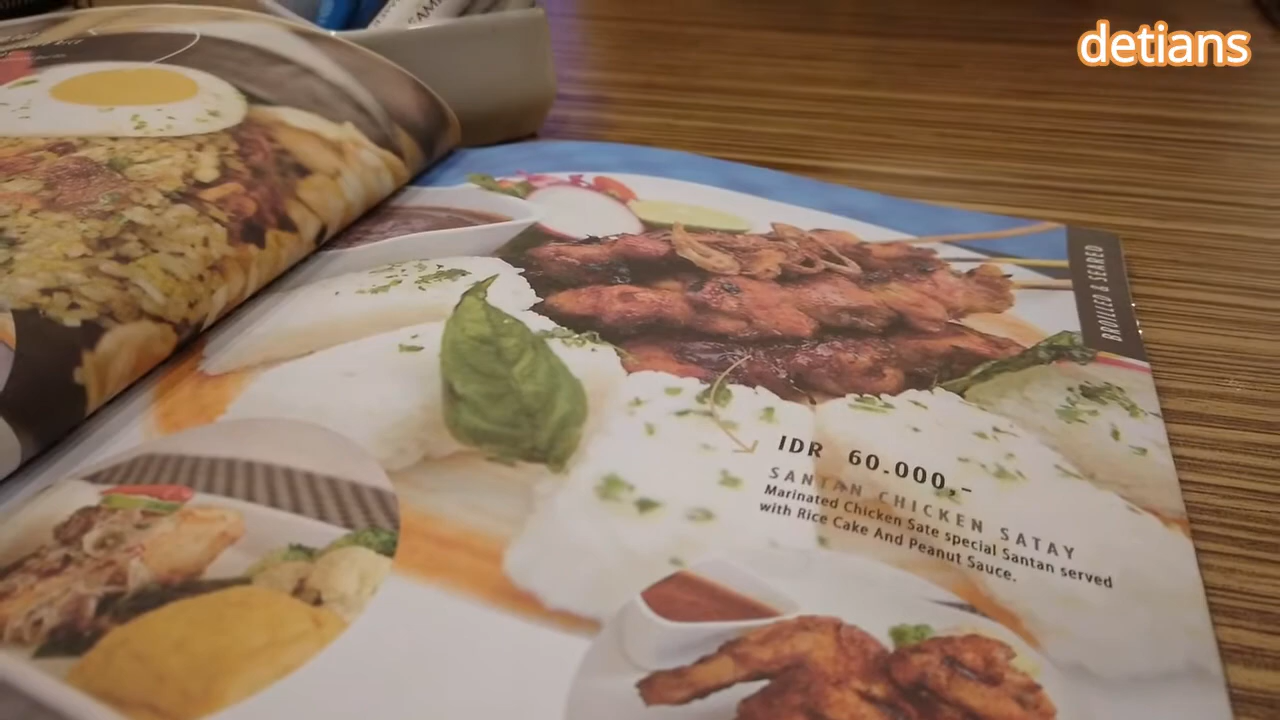 detians
BROILED & SEARED
IDR 60.000,-
SANTAN CHICKEN SATAY
Marinated Chicken Sate special Santan served
with Rice Cake And Peanut Sauce.